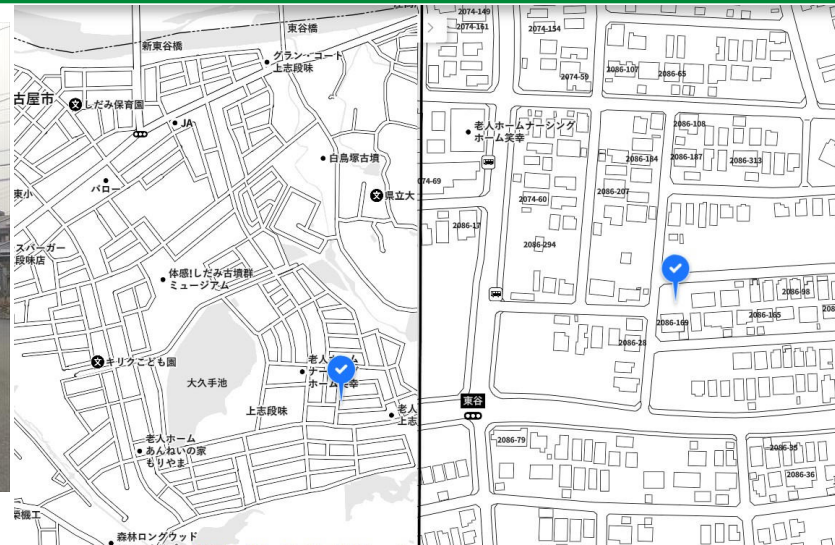 東谷橋
新東谷橋
グラン・コート
上志段味
古屋市
しだみ保育園
JA
白鳥塚古墳
県立大
東小
バロー
スパーガー
段味店
体感!しだみ古墳群
ミュージアム
キリクこども園
大久手池
老人ホーム
ナー
ホーム笑幸
上志段味
老人
上志
老人ホーム
あんねいの家
もりやま
榮機工
森林ロングウッド
2074-149
2074-161
2074-154
2074-59
2086-107
2086-65
老人ホームナーシング
ホーム笑幸
2086-108
2086-184
2086-187
2086-313
074-69
2074-60
2086-207
2086-17
2086-294
2086-98
2086-169
2086-165
208
2086-28
東谷
2086-79
2086-35
2086-36